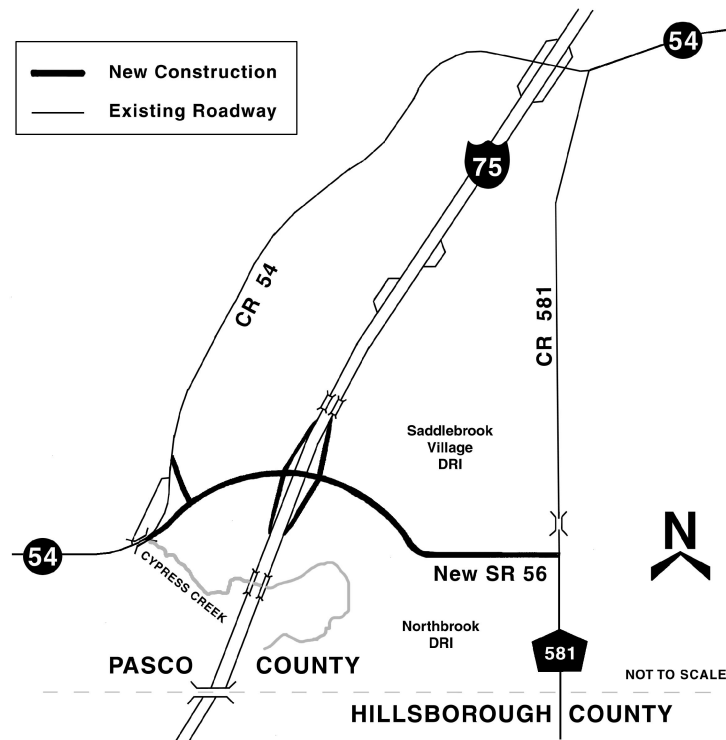 54
New Construction
Existing Roadway
75
CR 54
CR 581
Saddlebrook
Village
DRI
N
54
CYPRESS CREEK
New SR 56
Northbrook
DRI
581
PASCO COUNTY
NOT TO SCALE
HILLSBOROUGH COUNTY